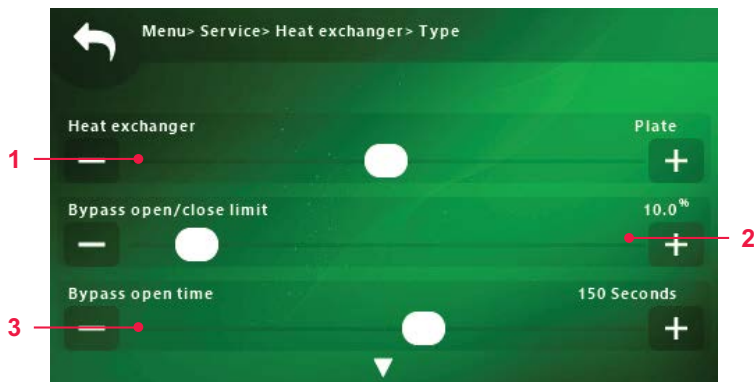 Menu> Service> Heat exchanger> Type
Heat exchanger Plate
1
Bypass open/close limit 10.0%
2
Bypass open time 150 Seconds
3